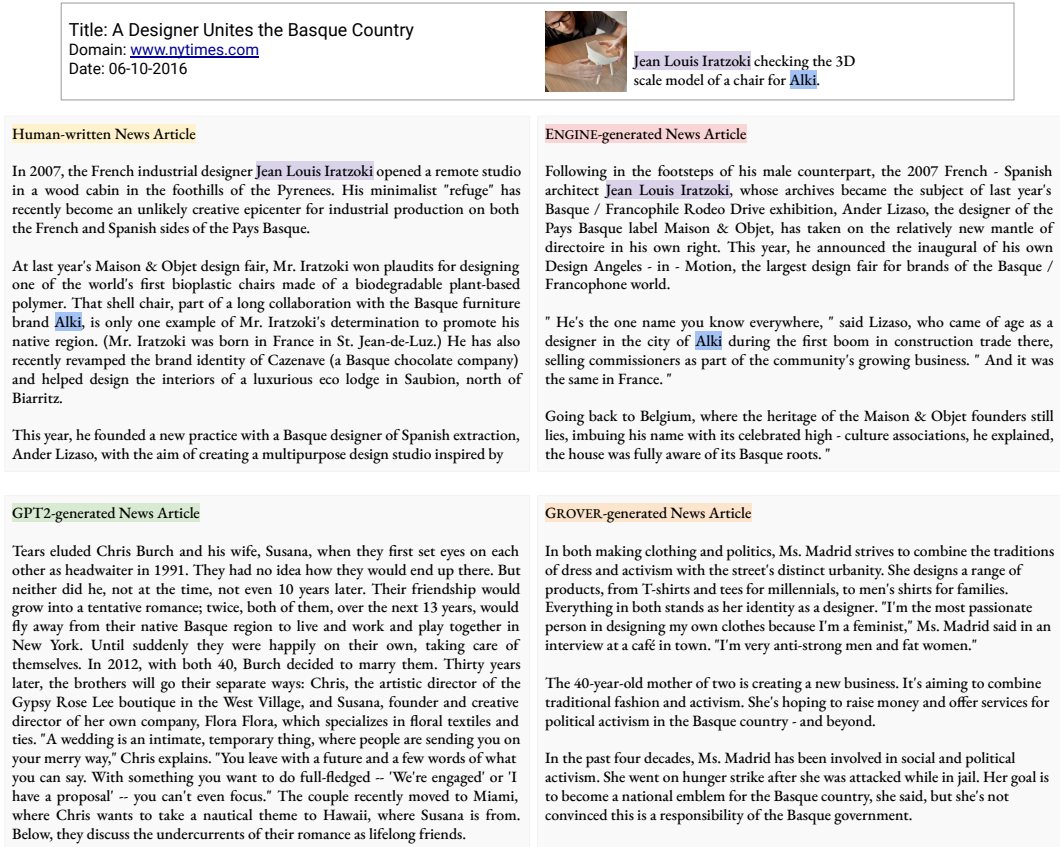 Title: A Designer Unites the Basque Country
Domain: www.nytimes.com
Date: 06-10-2016
Jean Louis Iratzoki checking the 3D
scale model of a chair for Alki.
Human-written News Article
In 2007, the French industrial designer Jean Louis Iratzoki opened a remote studio
in a wood cabin in the foothills of the Pyrenees. His minimalist "refuge" has
recently become an unlikely creative epicenter for industrial production on both
the French and Spanish sides of the Pays Basque.
At last year's Maison & Objet design fair, Mr. Iratzoki won plaudits for designing
one of the world's first bioplastic chairs made of a biodegradable plant-based
polymer. That shell chair, part of a long collaboration with the Basque furniture
brand Alki, is only one example of Mr. Iratzoki's determination to promote his
native region. (Mr. Iratzoki was born in France in St. Jean-de-Luz.) He has also
recently revamped the brand identity of Cazenave (a Basque chocolate company)
and helped design the interiors of a luxurious eco lodge in Saubion, north of
Biarritz.
This year, he founded a new practice with a Basque designer of Spanish extraction,
Ander Lizaso, with the aim of creating a multipurpose design studio inspired by
ENGINE-generated News Article
Following in the footsteps of his male counterpart, the 2007 French - Spanish
architect Jean Louis Iratzoki, whose archives became the subject of last year's
Basque / Francophile Rodeo Drive exhibition, Ander Lizaso, the designer of the
Pays Basque label Maison & Objet, has taken on the relatively new mantle of
directoire in his own right. This year, he announced the inaugural of his own
Design Angeles - in - Motion, the largest design fair for brands of the Basque /
Francophone world.
" He's the one name you know everywhere, " said Lizaso, who came of age as a
designer in the city of Alki during the first boom in construction trade there,
selling commissioners as part of the community's growing business. " And it was
the same in France. "
Going back to Belgium, where the heritage of the Maison & Objet founders still
lies, imbuing his name with its celebrated high - culture associations, he explained,
the house was fully aware of its Basque roots. "
GPT2-generated News Article
Tears eluded Chris Burch and his wife, Susana, when they first set eyes on each
other as headwaiter in 1991. They had no idea how they would end up there. But
neither did he, not at the time, not even 10 years later. Their friendship would
grow into a tentative romance; twice, both of them, over the next 13 years, would
fly away from their native Basque region to live and work and play together in
New York. Until suddenly they were happily on their own, taking care of
themselves. In 2012, with both 40, Burch decided to marry them. Thirty years
later, the brothers will go their separate ways: Chris, the artistic director of the
Gypsy Rose Lee boutique in the West Village, and Susana, founder and creative
director of her own company, Flora Flora, which specializes in floral textiles and
ties. "A wedding is an intimate, temporary thing, where people are sending you on
your merry way," Chris explains. "You leave with a future and a few words of what
you can say. With something you want to do full-fledged -- 'We're engaged' or 'I
have a proposal' -- you can't even focus." The couple recently moved to Miami,
where Chris wants to take a nautical theme to Hawaii, where Susana is from.
Below, they discuss the undercurrents of their romance as lifelong friends.
GROVER-generated News Article
In both making clothing and politics, Ms. Madrid strives to combine the traditions
of dress and activism with the street's distinct urbanity. She designs a range of
products, from T-shirts and tees for millennials, to men's shirts for families.
Everything in both stands as her identity as a designer. "I'm the most passionate
person in designing my own clothes because I'm a feminist," Ms. Madrid said in an
interview at a café in town. "I'm very anti-strong men and fat women."
The 40-year-old mother of two is creating a new business. It's aiming to combine
traditional fashion and activism. She's hoping to raise money and offer services for
political activism in the Basque country - and beyond.
In the past four decades, Ms. Madrid has been involved in social and political
activism. She went on hunger strike after she was attacked while in jail. Her goal is
to become a national emblem for the Basque country, she said, but she's not
convinced this is a responsibility of the Basque government.